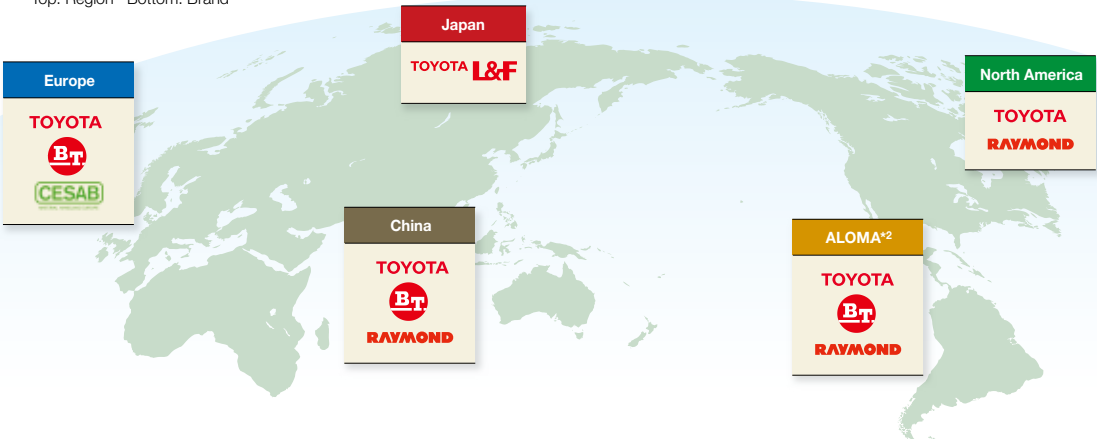 Top: Region Bottom: Brand
Japan
TOYOTA L&F
Europe
TOYOTA
BT
CESAB
North America
TOYOTA
RAYMOND
China
TOYOTA
BT
RAYMOND
ALOMA*2
TOYOTA
BT
RAYMOND